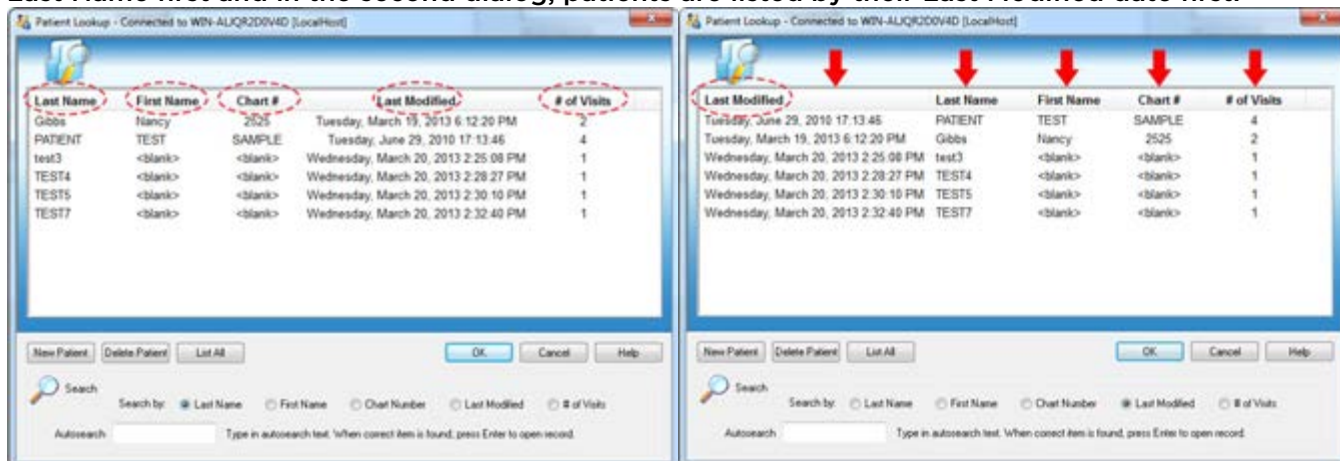 Last Name first and in the second dialog, patients are listed by their Last Modified date first.
Patient Lookup - Connected to WIN-ALJQR2D0V4D [LocalHost]
Last Name First Name Chart # Last Modified # of Visits
Gibbs Nancy 2525 Tuesday, March 19, 2013 6:12:20 PM 2
PATIENT TEST SAMPLE Tuesday, June 29, 2010 17:13:46 4
test3 <blank> <blank> Wednesday, March 20, 2013 2:25:08 PM 1
TEST4 <blank> <blank> Wednesday, March 20, 2013 2:28:27 PM 1
TEST5 <blank> <blank> Wednesday, March 20, 2013 2:30:10 PM 1
TEST7 <blank> <blank> Wednesday, March 20, 2013 2:32:40 PM 1
New Patient Delete Patient List All OK Cancel Help
Search
Search by: Last Name First Name Chart Number Last Modified # of Visits
Autosearch Type in autosearch text. When correct item is found, press Enter to open record.
Patient Lookup - Connected to WIN-ALJQR2D0V4D [LocalHost]
Last Modified Last Name First Name Chart # # of Visits
Tuesday, June 29, 2010 17:13:46 PATIENT TEST SAMPLE 4
Tuesday, March 19, 2013 6:12:20 PM Gibbs Nancy 2525 2
Wednesday, March 20, 2013 2:25:08 PM test3 <blank> <blank> 1
Wednesday, March 20, 2013 2:28:27 PM TEST4 <blank> <blank> 1
Wednesday, March 20, 2013 2:30:10 PM TEST5 <blank> <blank> 1
Wednesday, March 20, 2013 2:32:40 PM TEST7 <blank> <blank> 1
New Patient Delete Patient List All OK Cancel Help
Search
Search by: Last Name First Name Chart Number Last Modified # of Visits
Autosearch Type in autosearch text. When correct item is found, press Enter to open record.